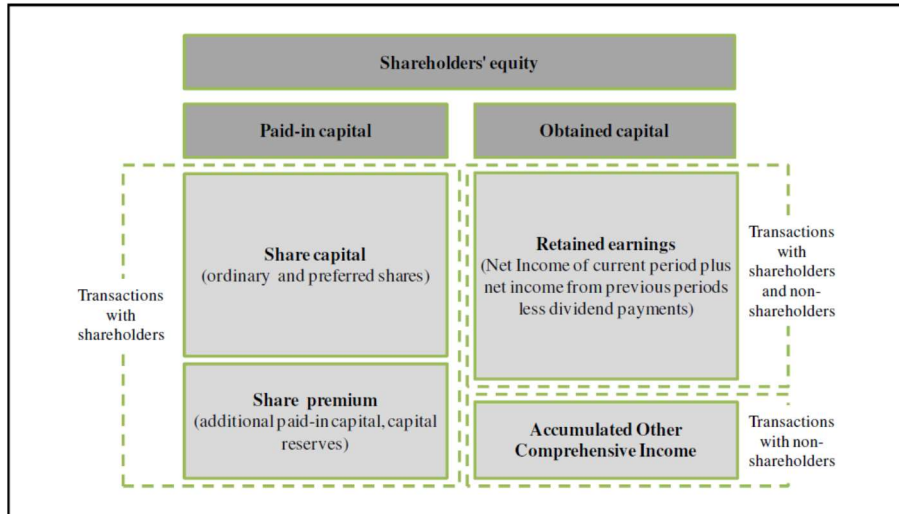 Shareholders' equity
Paid-in capital
Obtained capital
Transactions
with
shareholders
Share capital
(ordinary and preferred shares)
Share premium
(additional paid-in capital, capital
reserves)
Retained earnings
(Net Income of current period plus
net income from previous periods
less dividend payments)
Transactions
with
shareholders
and non-
shareholders
Accumulated Other
Comprehensive Income
Transactions
with non-
shareholders